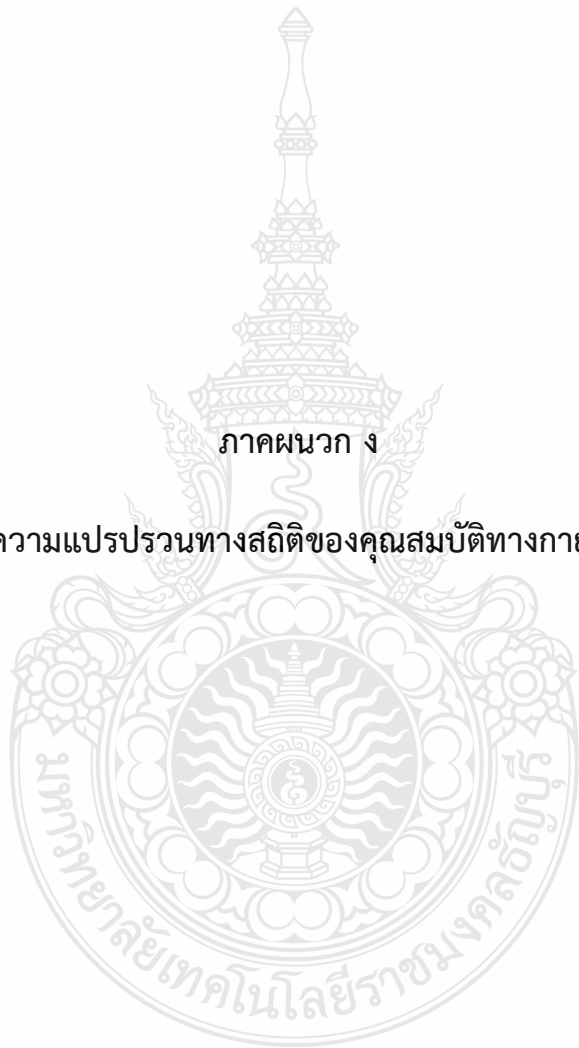 ภาคผนวก ง
ความแปรปรวนทางสถิติของคุณสมบัติทางกาย
มหาวิทยาลัยเทคโนโลยีราชมงคลธัญบุรี